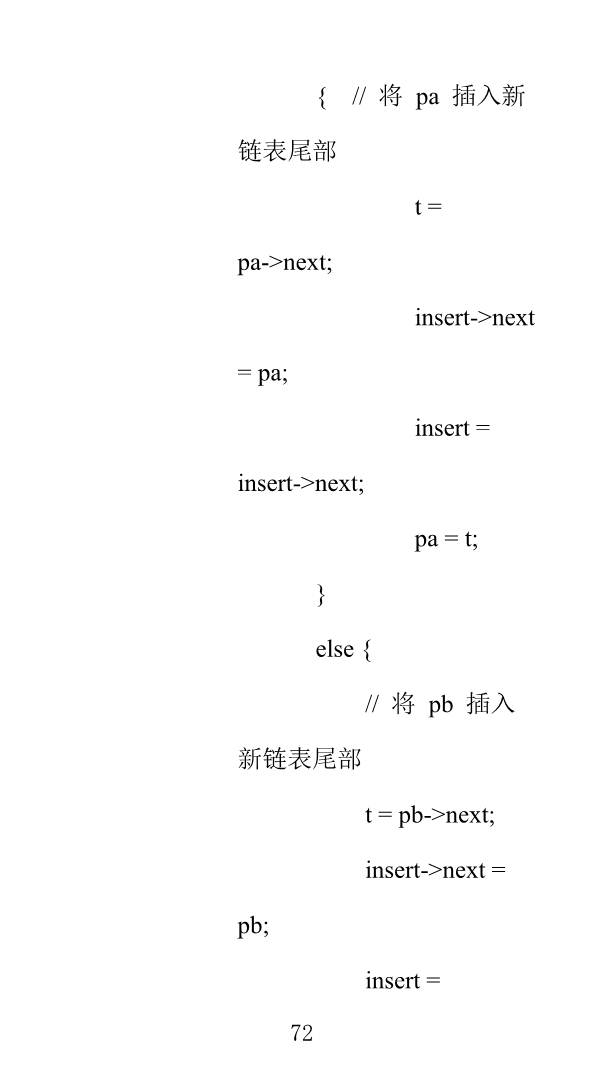 { // 将 pa 插入新
链表尾部
t =
pa->next;
insert->next
= pa;
insert =
insert->next;
pa = t;
}
else {
// 将 pb 插入
新链表尾部
t = pb->next;
insert->next =
pb;
insert =
72